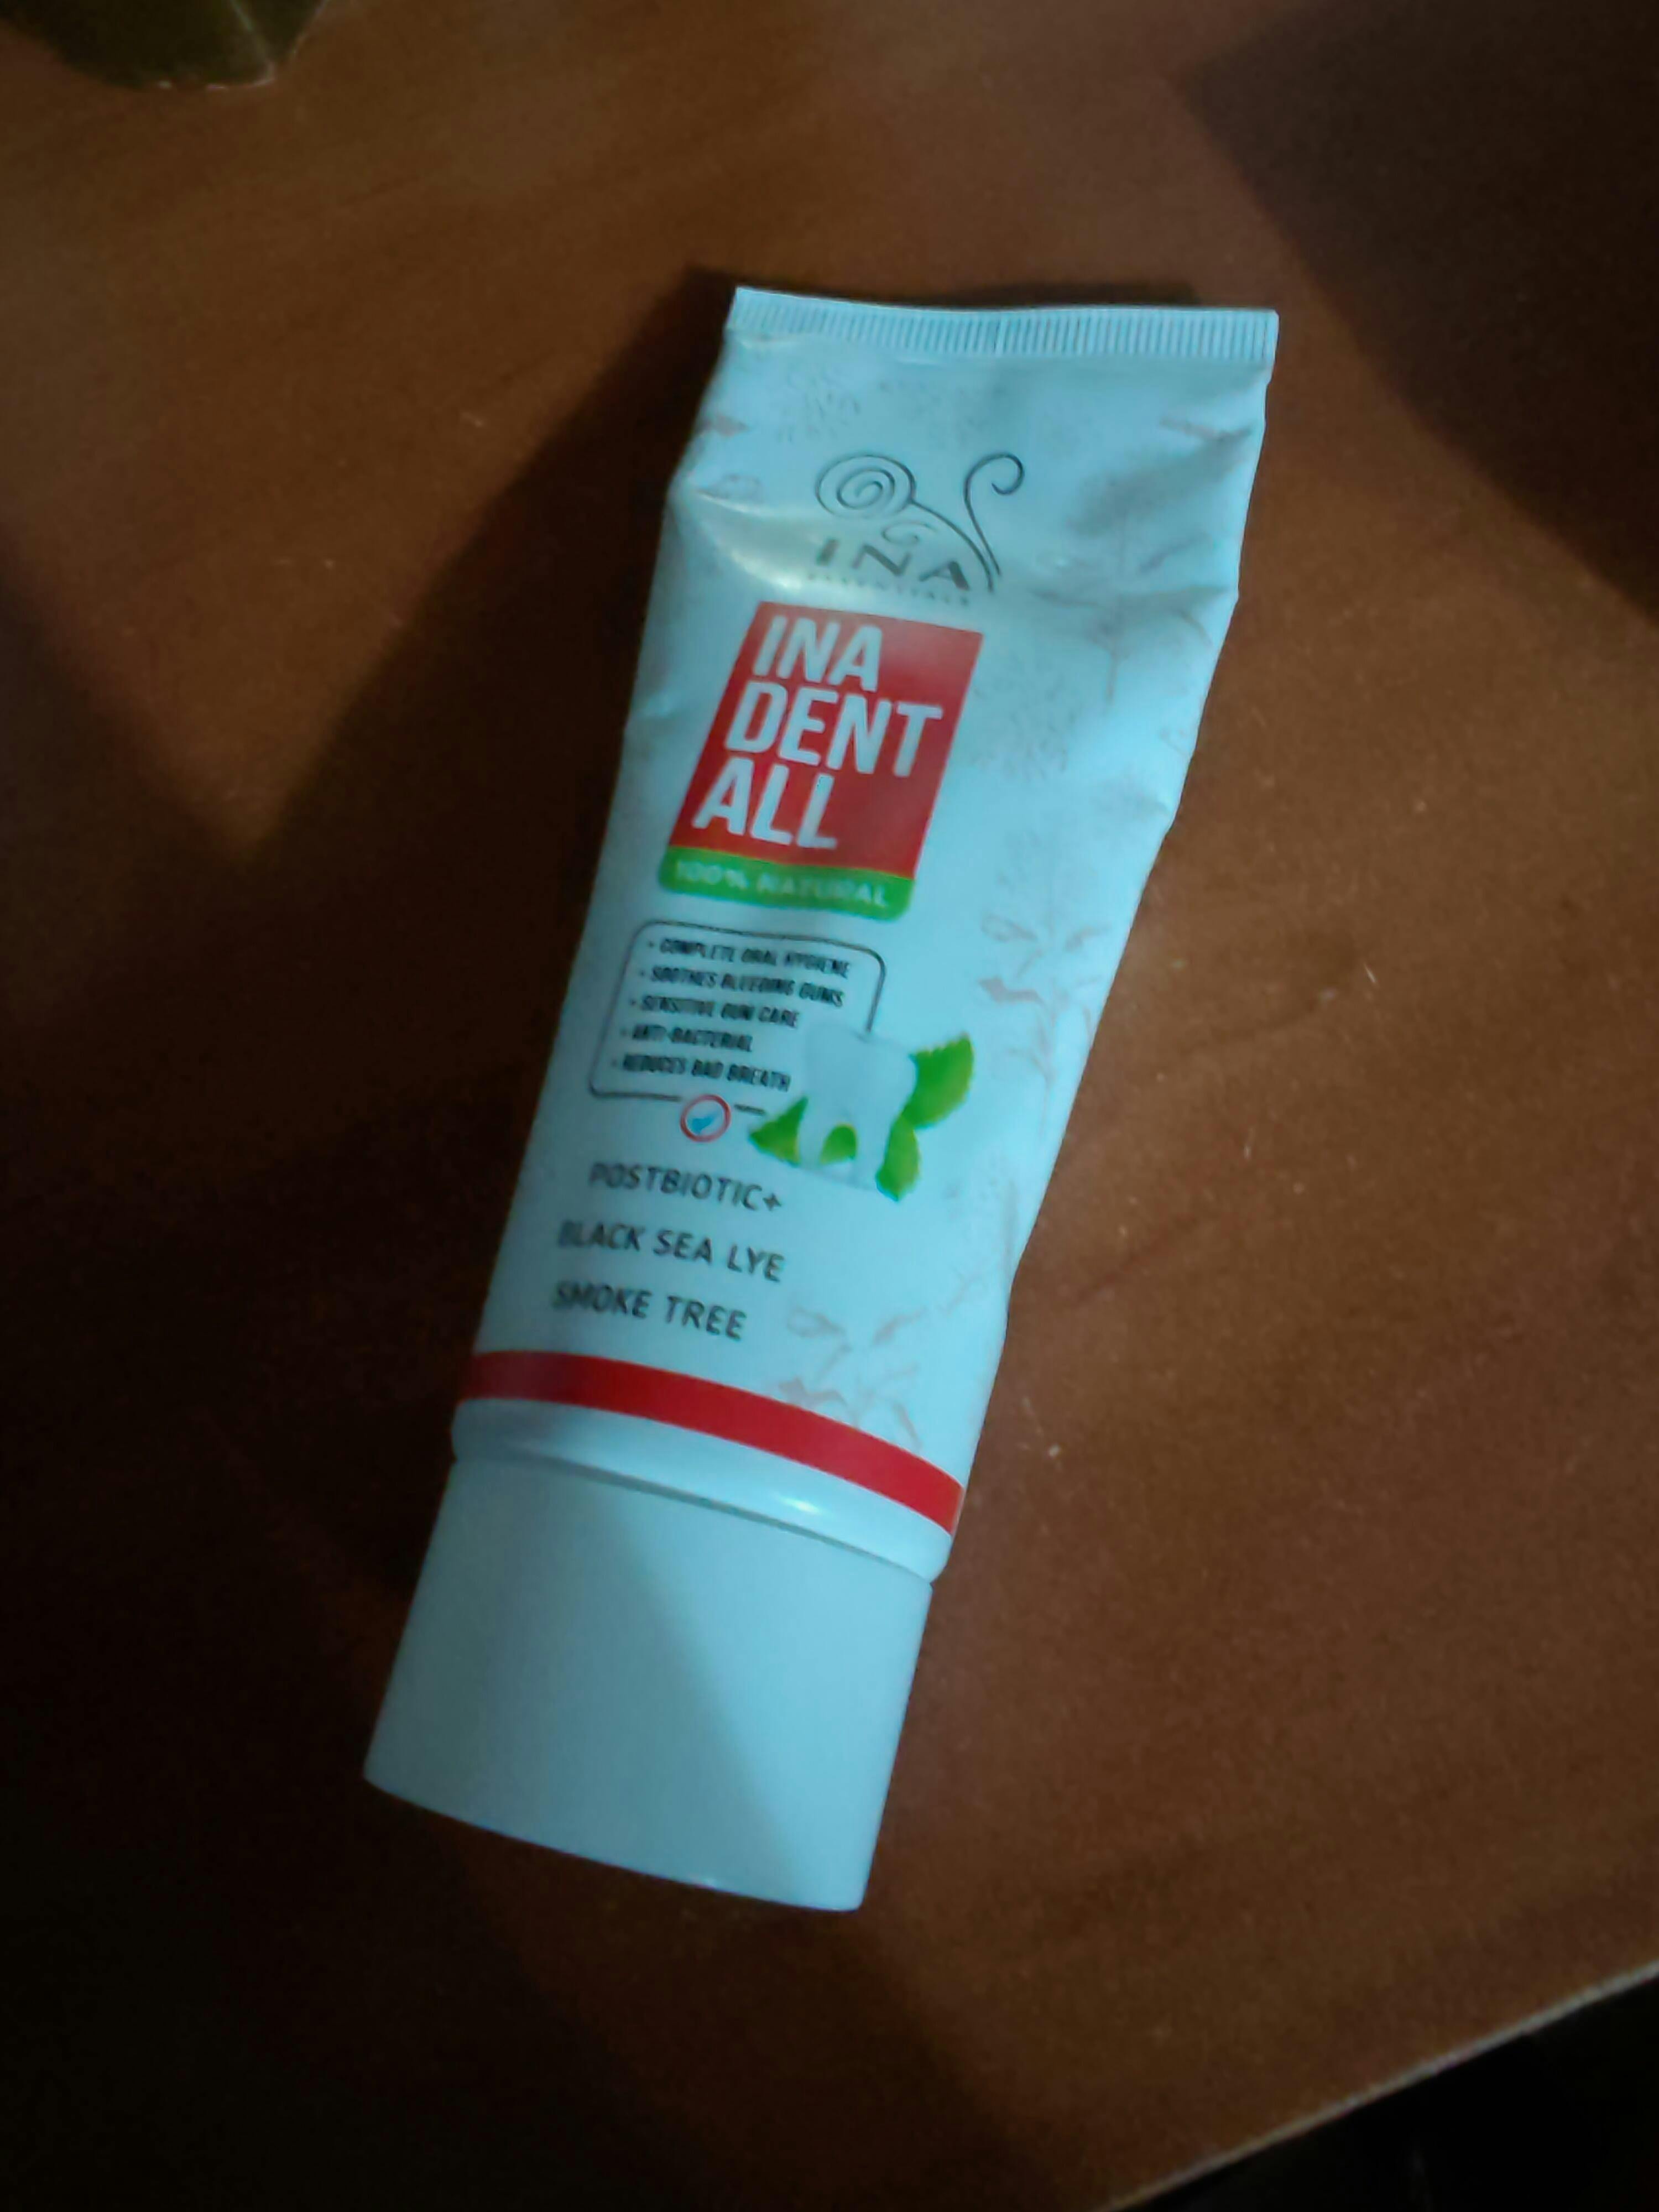 INA
ESSENTIALS
INA
DENT
ALL
100% NATURAL
• COMPLETE ORAL HYGIENE
• SOOTHES BLEEDING GUMS
• SENSITIVE GUM CARE
• ANTI-BACTERIAL
• REDUCES BAD BREATH
POSTBIOTIC+
BLACK SEA LYE
SMOKE TREE